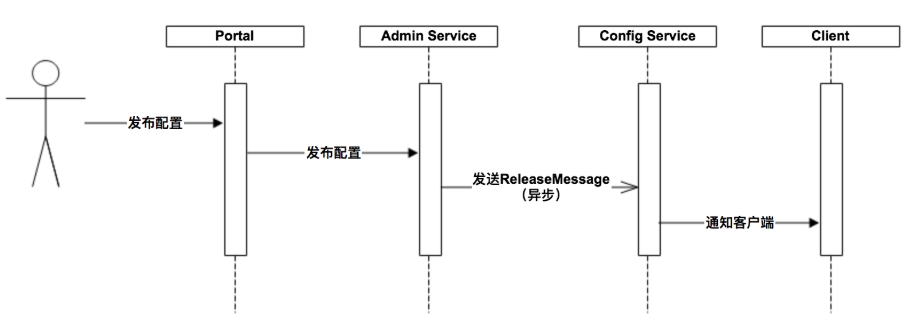 Portal
Admin Service
Config Service
Client
发布配置
发布配置
发送ReleaseMessage
（异步）
通知客户端